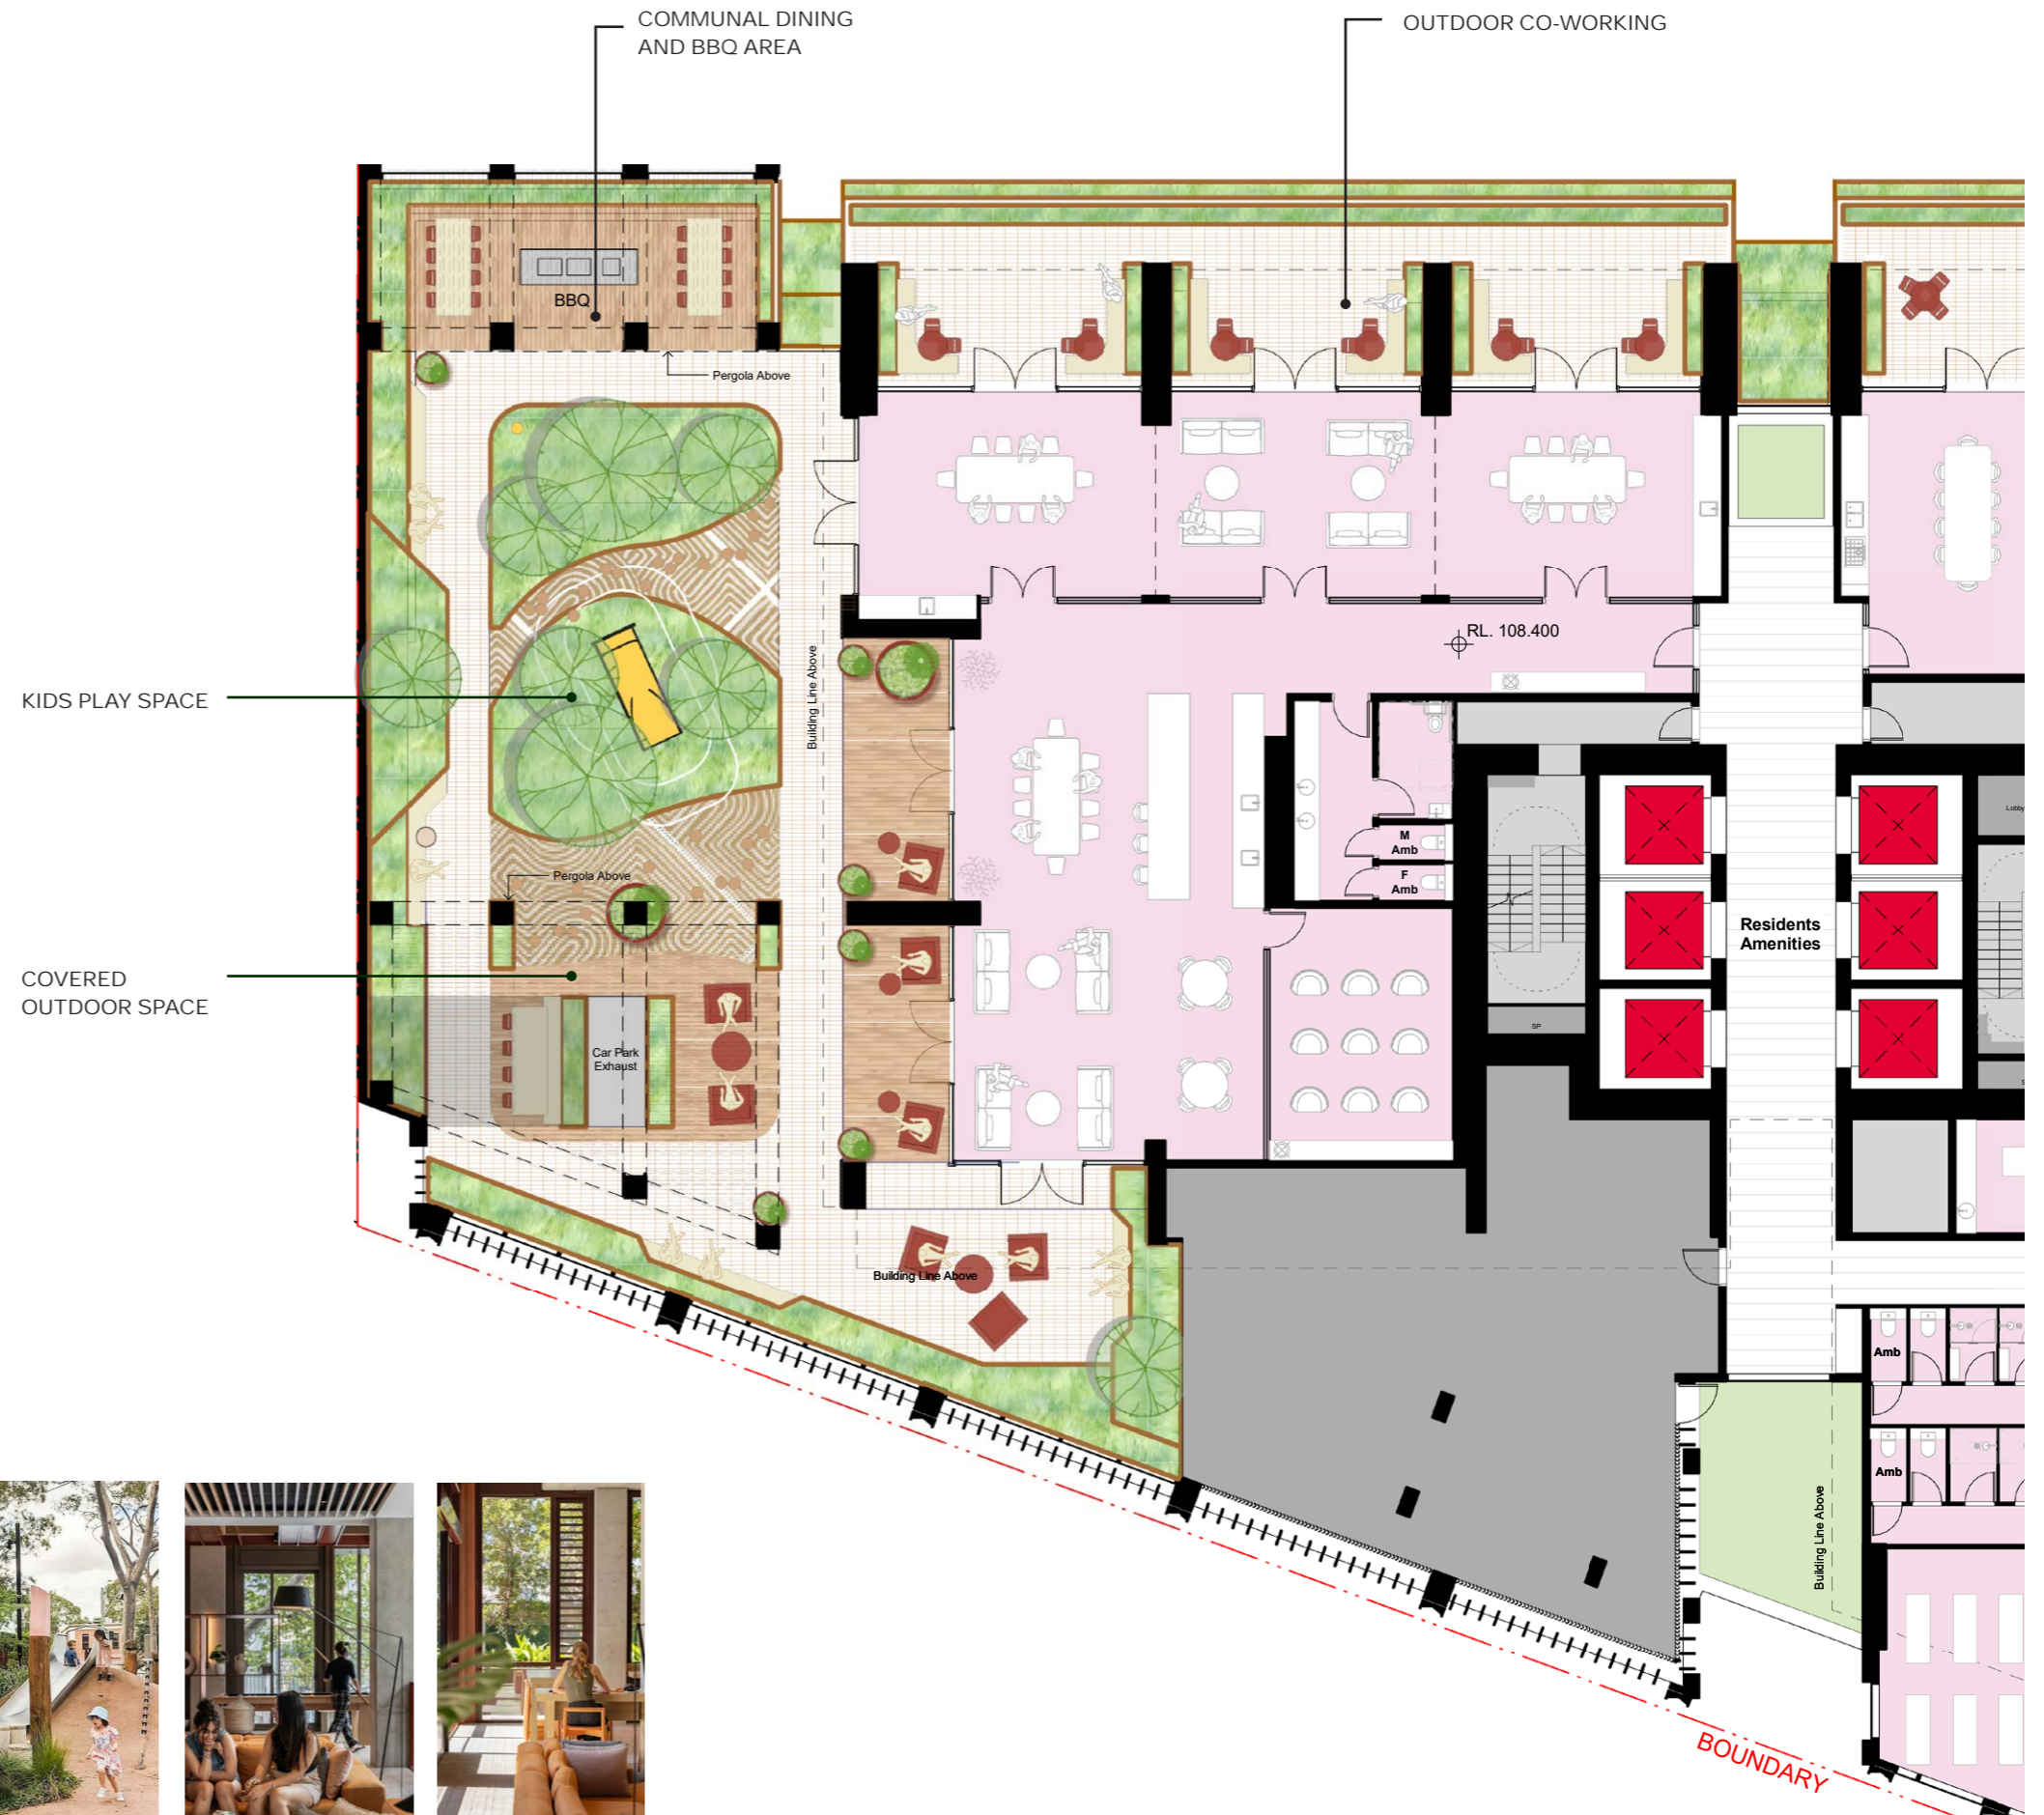 COMMUNAL DINING
AND BBQ AREA
OUTDOOR CO-WORKING
BBQ
Pergola Above
Building Line Above
RL. 108.400
KIDS PLAY SPACE
M
Amb
F
Amb
Lobby
Pergola Above
Residents
Amenities
COVERED
OUTDOOR SPACE
SP
Car Park
Exhaust
Building Line Above
Amb
Amb
Building Line Above
BOUNDARY